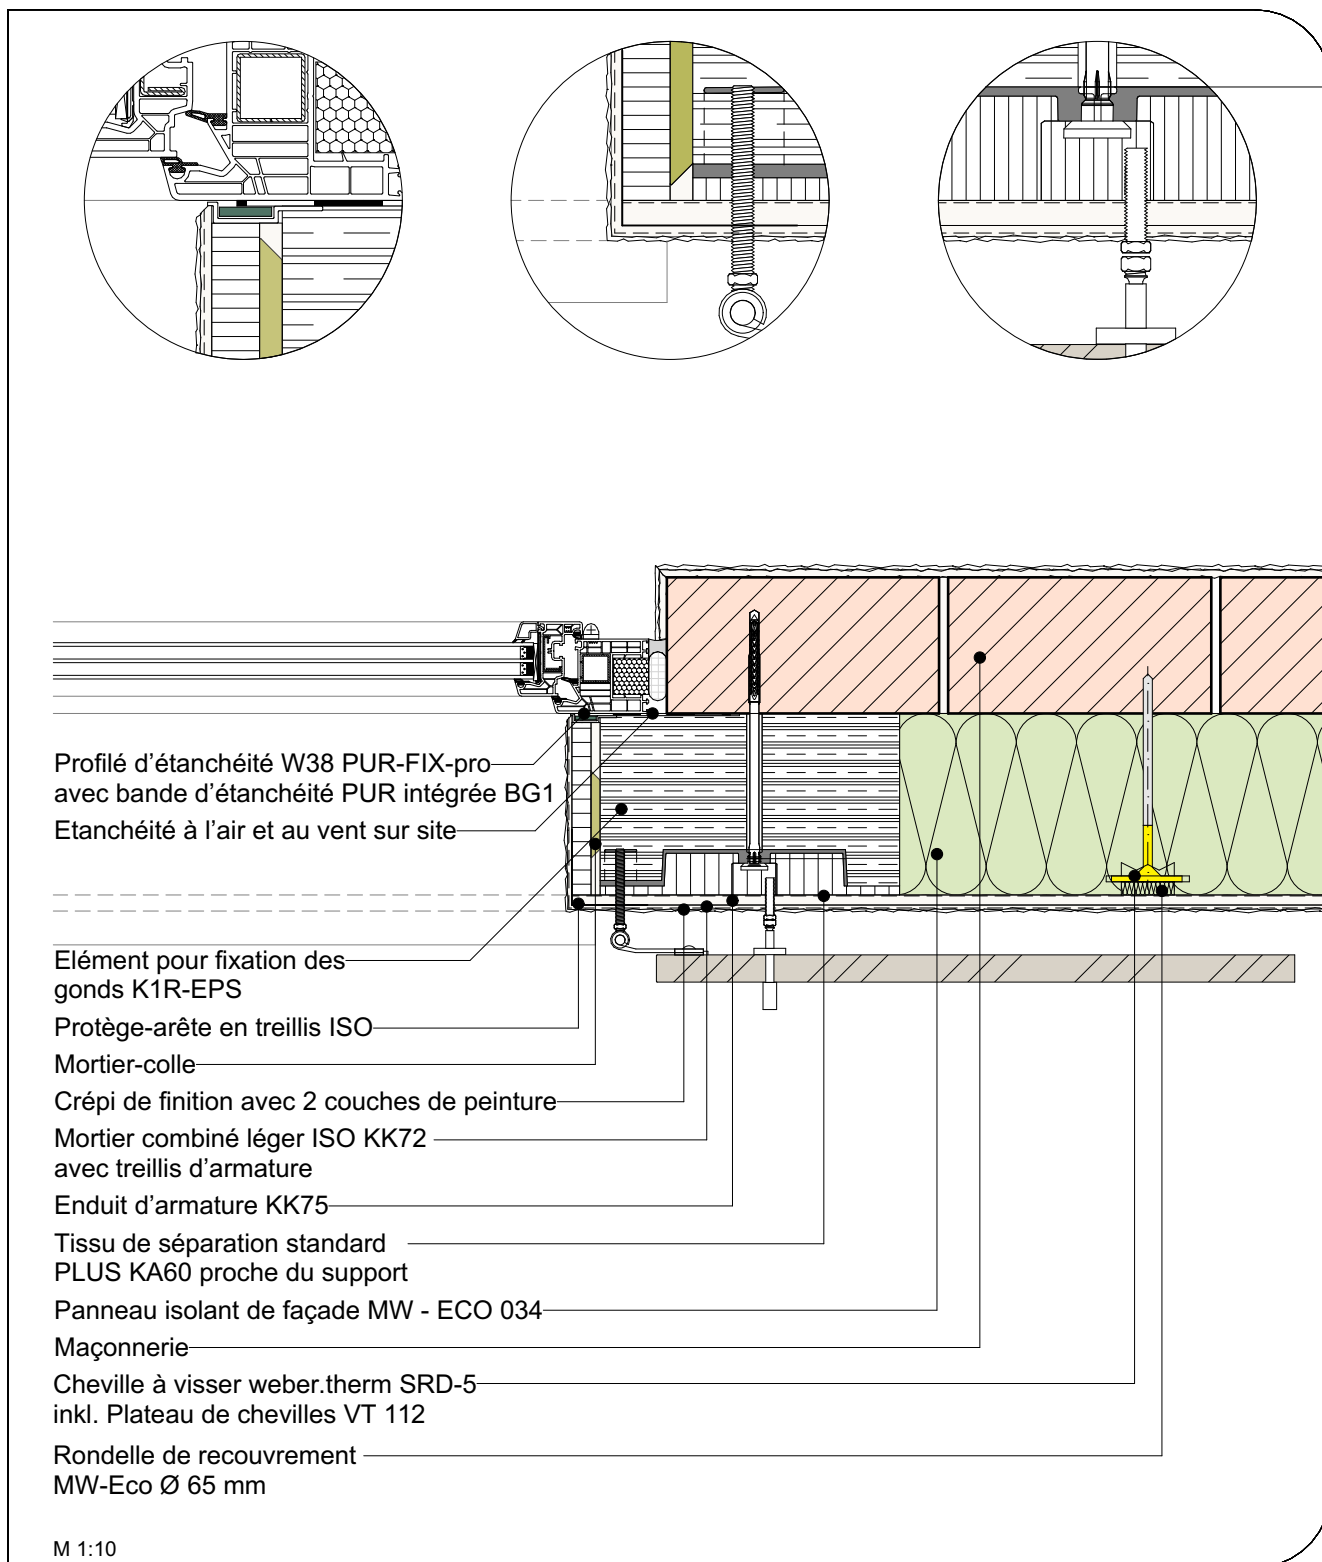 Profilé d'étanchéité W38 PUR-FIX-pro
avec bande d'étanchéité PUR intégrée BG1
Etanchéité à l'air et au vent sur site
Elément pour fixation des
gonds K1R-EPS
Protège-arête en treillis ISO
Mortier-colle
Crépi de finition avec 2 couches de peinture
Mortier combiné léger ISO KK72
avec treillis d'armature
Enduit d'armature KK75
Tissu de séparation standard
PLUS KA60 proche du support
Panneau isolant de façade MW - ECO 034
Maçonnerie
Cheville à visser weber.therm SRD-5
inkl. Plateau de chevilles VT 112
Rondelle de recouvrement
MW-Eco Ø 65 mm
M 1:10